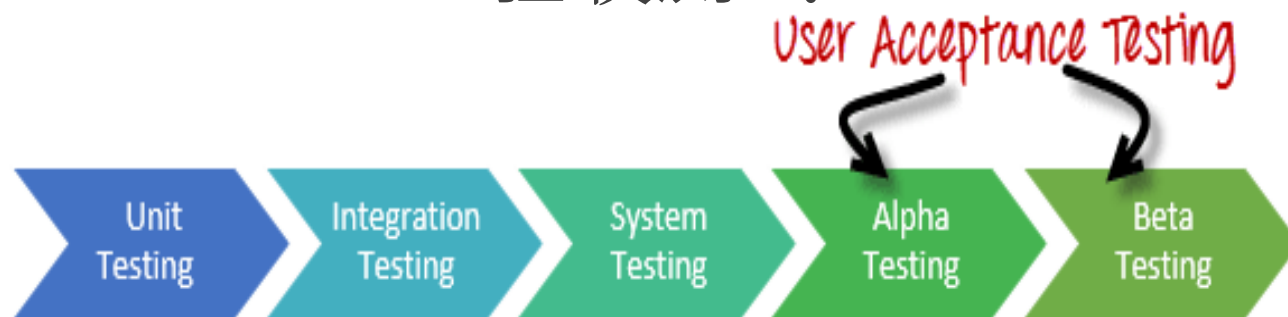 User Acceptance Testing
Unit
Testing
Integration
Testing
System
Testing
Alpha
Testing
Beta
Testing